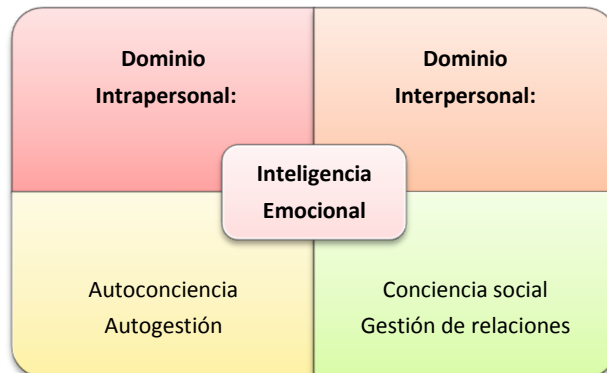 Dominio
Intrapersonal:
Dominio
Interpersonal:
Inteligencia
Emocional
Autoconciencia
Autogestión
Conciencia social
Gestión de relaciones